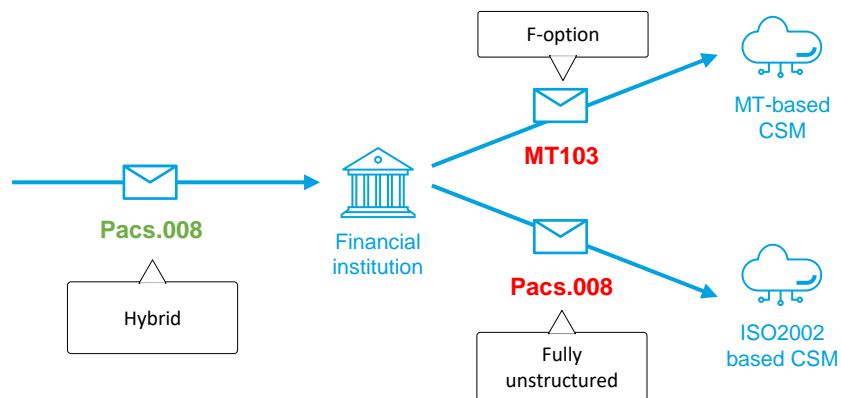 F-option
MT103
MT-based
CSM
Pacs.008
Hybrid
Financial
institution
Pacs.008
Fully
unstructured
ISO2002
based CSM